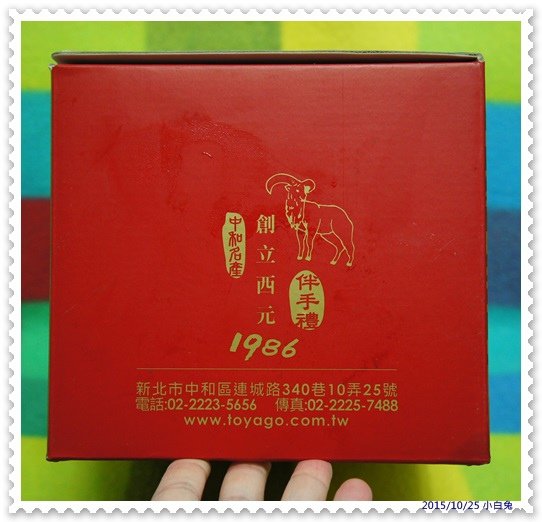 中和名産
創立西元
1986
伴手禮
新北市中和區連城路340巷10弄25號
電話:02-2223-5656 傳真:02-2225-7488
www.toyago.com.tw
2015/10/25 小白兔